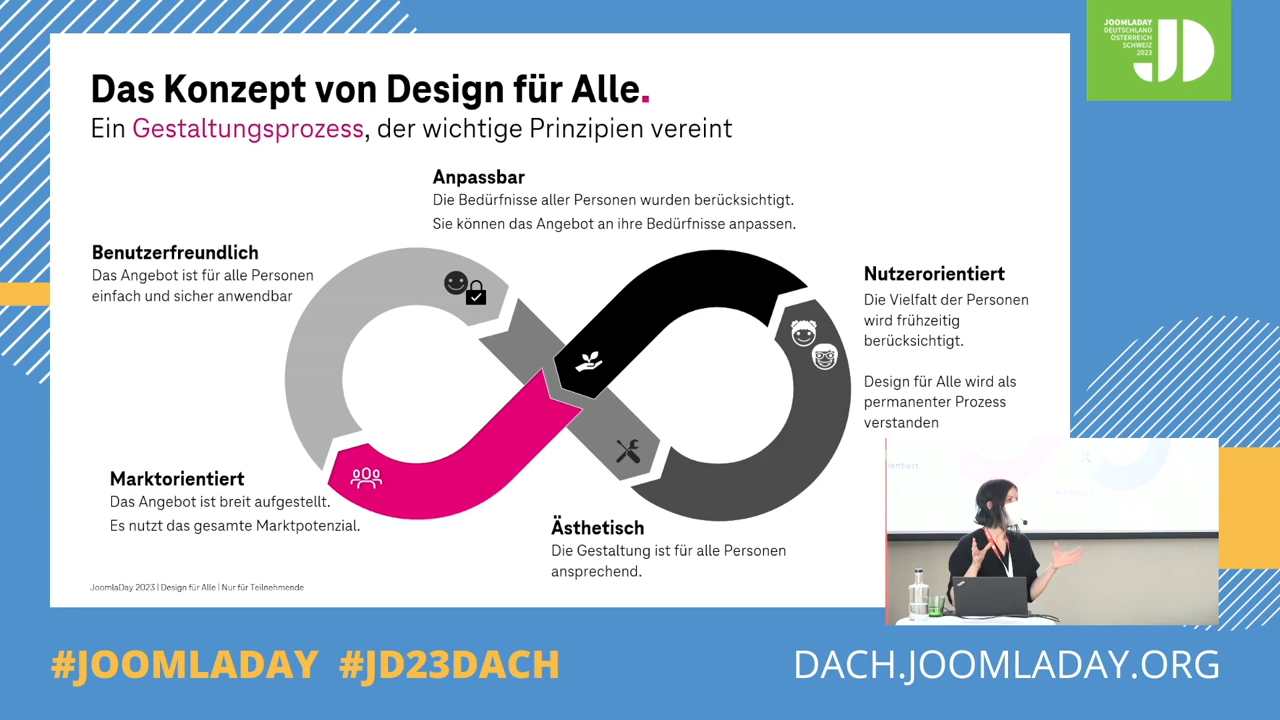 Das Konzept von Design für Alle.
Ein Gestaltungsprozess, der wichtige Prinzipien vereint
Anpassbar
Die Bedürfnisse aller Personen wurden berücksichtigt.
Sie können das Angebot an ihre Bedürfnisse anpassen.
Benutzerfreundlich
Das Angebot ist für alle Personen
einfach und sicher anwendbar
Nutzerorientiert
Die Vielfalt der Personen
wird frühzeitig
berücksichtigt.
Design für Alle wird als
permanenter Prozess
verstanden
Marktorientiert
Das Angebot ist breit aufgestellt.
Es nutzt das gesamte Marktpotenzial.
Ästhetisch
Die Gestaltung ist für alle Personen
ansprechend.
JoomlaDay 2023 | Design für Alle | Nur für Teilnehmende
JOOMLADAY
DEUTSCHLAND
ÖSTERREICH
SCHWEIZ
2023
JD
#JOOMLADAY #JD23DACH
DACH.JOOMLADAY.ORG